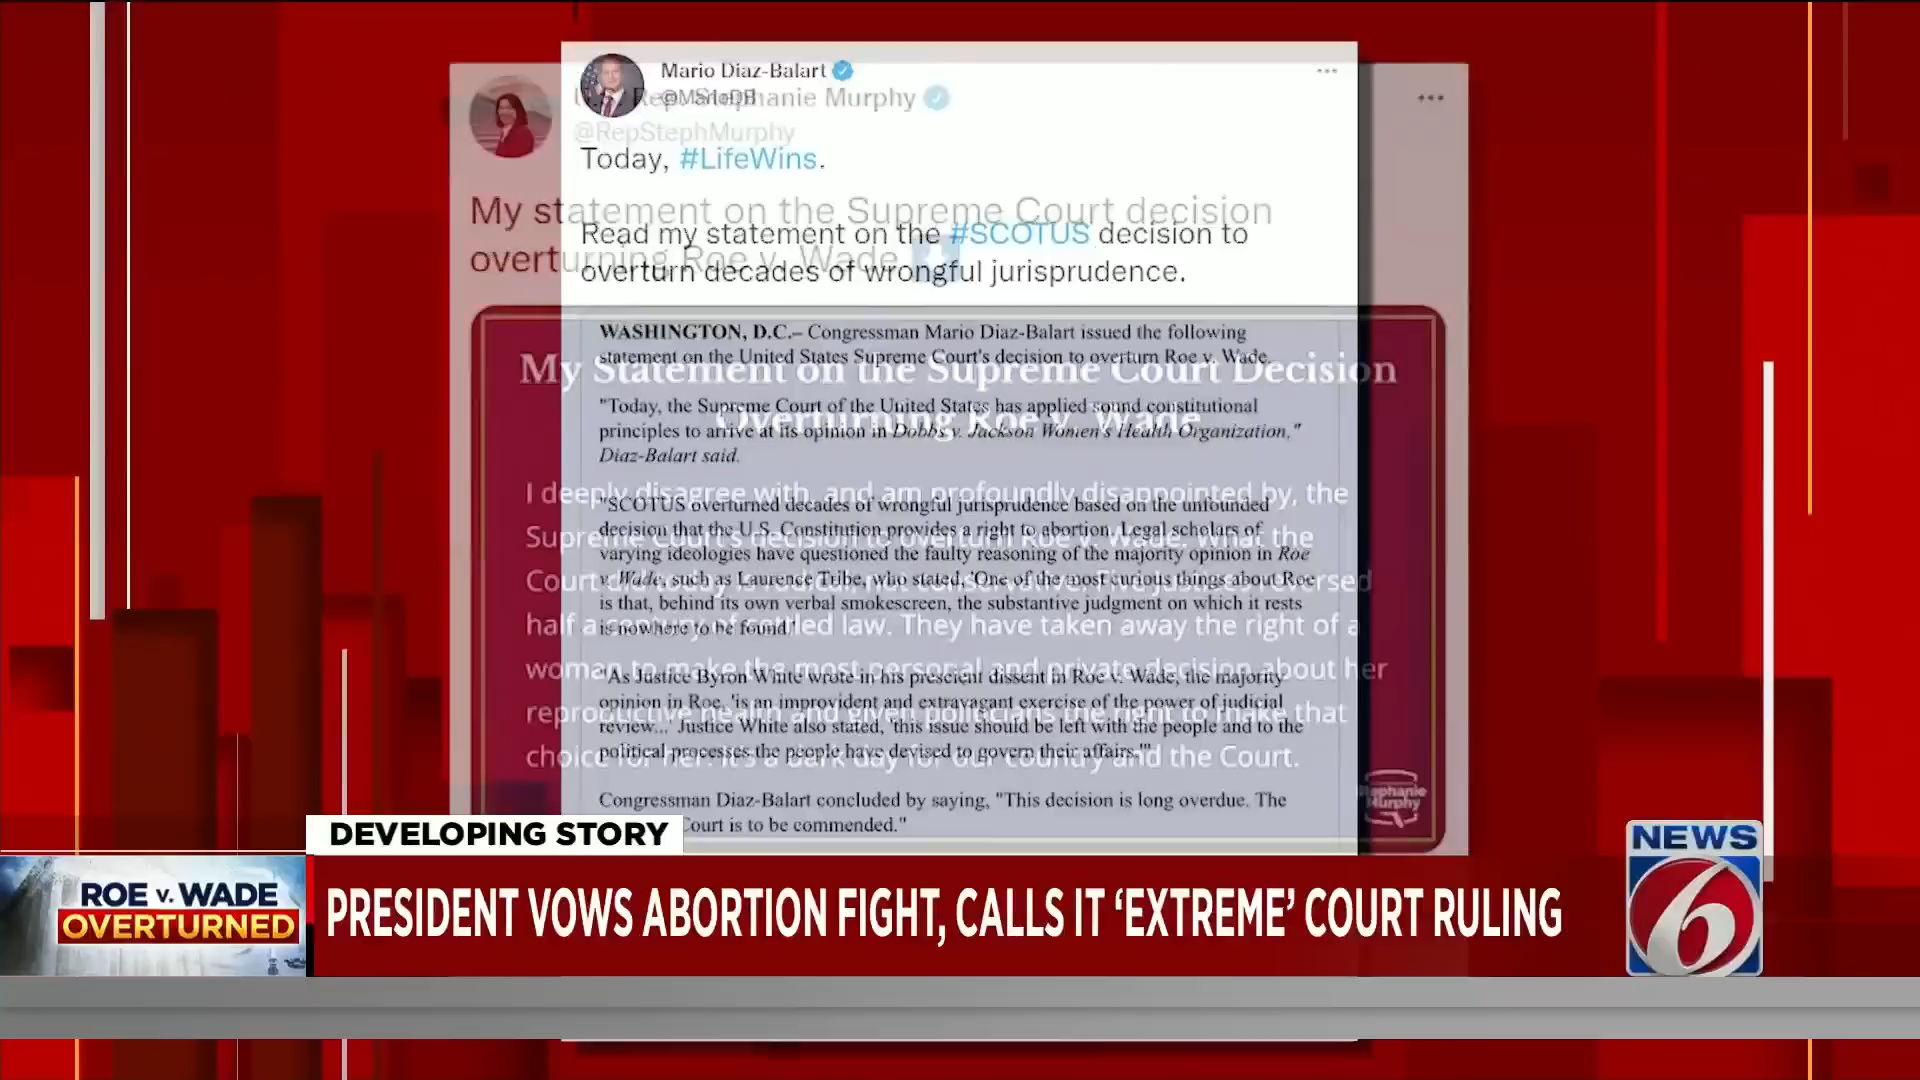 Mario Diaz-Balart
@MarioDB
Today, #LifeWins.
Read my statement on the #SCOTUS decision to
overturn decades of wrongful jurisprudence.
WASHINGTON, D.C.– Congressman Mario Diaz-Balart issued the following
statement on the United States Supreme Court's decision to overturn Roe v. Wade.
"Today, the Supreme Court of the United States has applied sound constitutional
principles to arrive at its opinion in Dobbs v. Jackson Women's Health Organization,"
Diaz-Balart said.
"SCOTUS overturned decades of wrongful jurisprudence based on the unfounded
decision that the U.S. Constitution provides a right to abortion. Legal scholars of
varying ideologies have questioned the faulty reasoning of the majority opinion in Roe
v. Wade, such as Laurence Tribe, who stated, 'One of the most curious things about Roe
is that, behind its own verbal smokescreen, the substantive judgment on which it rests
is nowhere to be found.'
"As Justice Byron White wrote in his prescient dissent in Roe v. Wade, the majority
opinion in Roe, 'is an improvident and extravagant exercise of the power of judicial
review...' Justice White also stated, 'this issue should be left with the people and to the
political processes the people have devised to govern their affairs.'"
Congressman Diaz-Balart concluded by saying, "This decision is long overdue. The
Court is to be commended."
Rep. Stephanie Murphy
@RepStephMurphy
My statement on the Supreme Court decision
overturning Roe v. Wade
My Statement on the Supreme Court Decision
Overturning Roe v. Wade
I deeply disagree with, and am profoundly disappointed by, the
Supreme Court's decision to overturn Roe v. Wade. What the
Court did today is radical, not conservative. Five Justices reversed
half a century of settled law. They have taken away the right of a
woman to make the most personal and private decision about her
reproductive health and given politicians the right to make that
choice for her. It's a dark day for our country and the Court.
Stephanie
Murphy
DEVELOPING STORY
ROE V. WADE
OVERTURNED
PRESIDENT VOWS ABORTION FIGHT, CALLS IT ‘EXTREME’ COURT RULING
NEWS
6